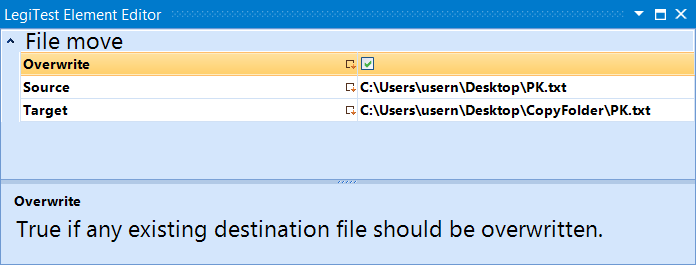 LegiTest Element Editor
File move
Overwrite
Source C:\Users\usern\Desktop\PK.txt
Target C:\Users\usern\Desktop\CopyFolder\PK.txt
Overwrite
True if any existing destination file should be overwritten.